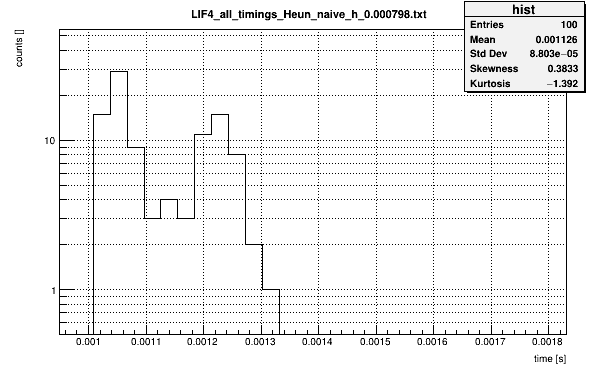 LIF4_all_timings_Heun_naive_h_0.000798.txt
hist
Entries 100
Mean 0.001126
Std Dev 8.803e−05
Skewness 0.3833
Kurtosis −1.392
counts []
10
1
0.001 0.0011 0.0012 0.0013 0.0014 0.0015 0.0016 0.0017 0.0018
time [s]